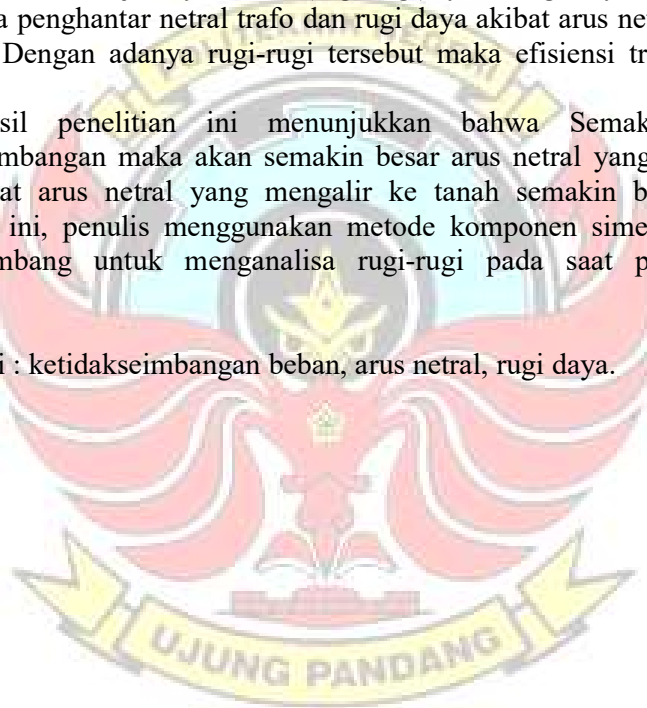 a penghantar netral trafo dan rugi daya akibat arus ne
Dengan adanya rugi-rugi tersebut maka efisiensi tr
sil penelitian ini menunjukkan bahwa Semak
mbangan maka akan semakin besar arus netral yang
at arus netral yang mengalir ke tanah semakin b
ini, penulis menggunakan metode komponen sime
mbang untuk menganalisa rugi-rugi pada saat p
i : ketidakseimbangan beban, arus netral, rugi daya.
UJUNG PANDANG